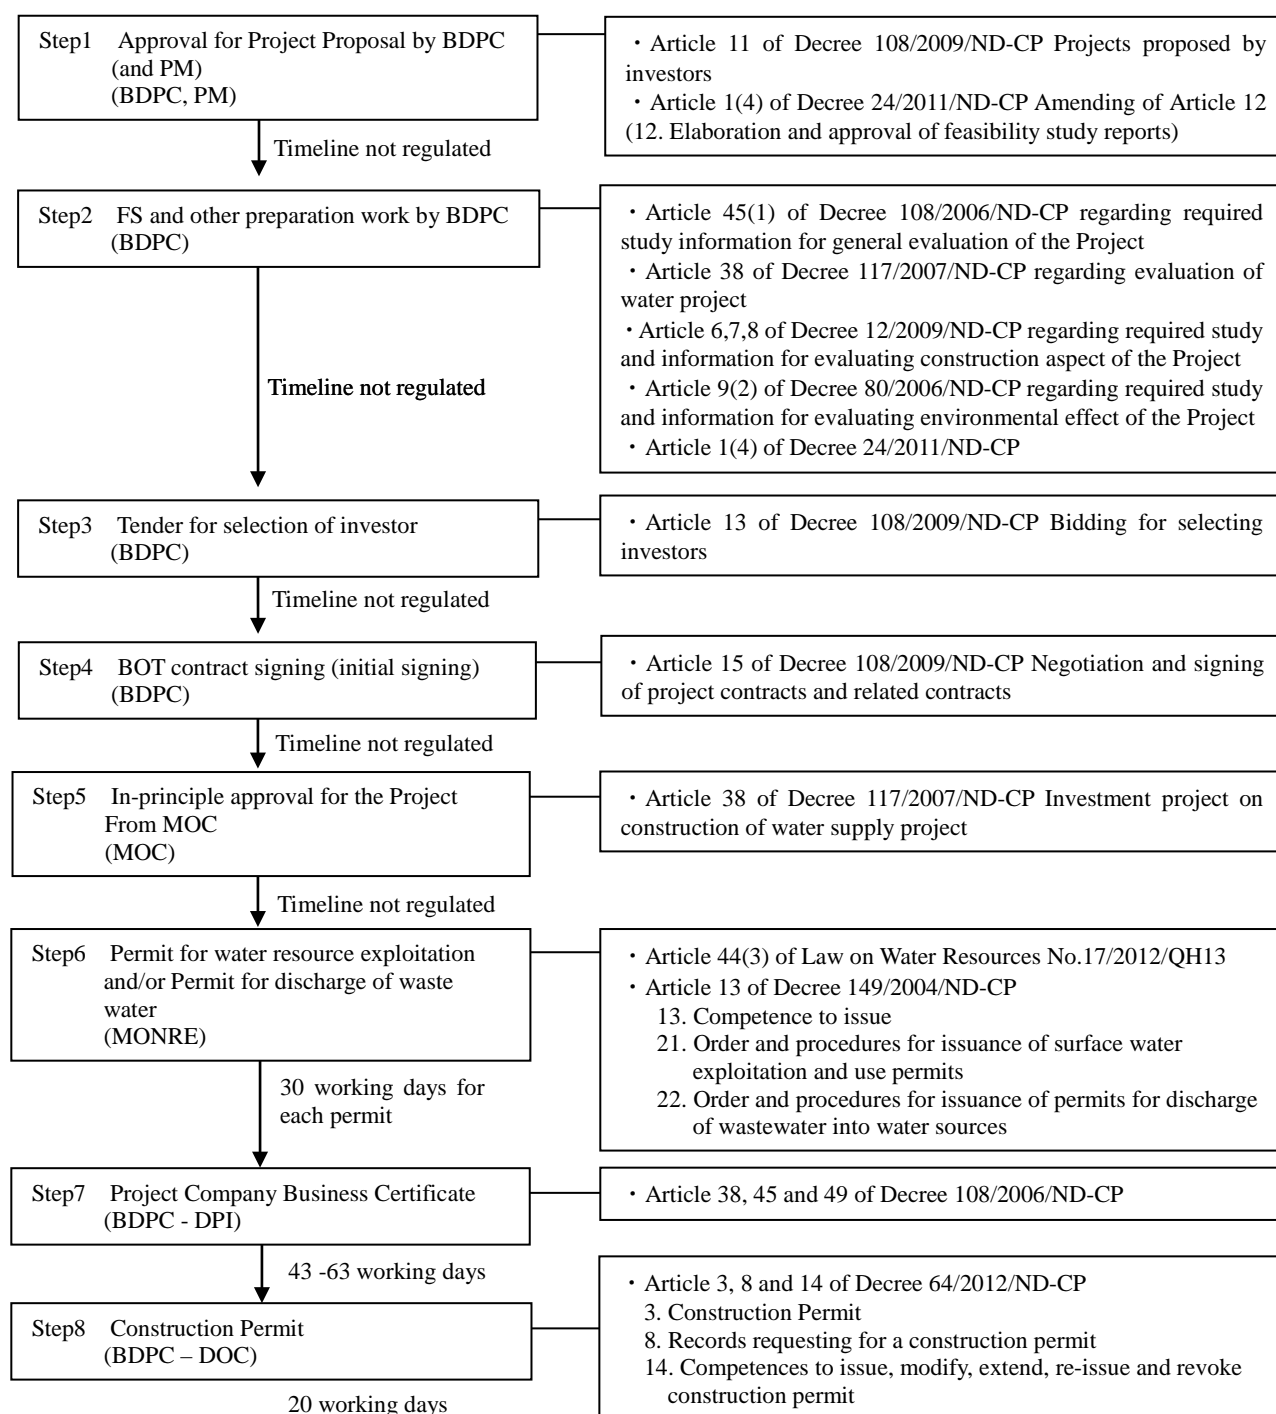 Step1 Approval for Project Proposal by BDPC
(and PM)
(BDPC, PM)
・Article 11 of Decree 108/2009/ND-CP Projects proposed by
investors
・Article 1(4) of Decree 24/2011/ND-CP Amending of Article 12
(12. Elaboration and approval of feasibility study reports)
Timeline not regulated
Step2 FS and other preparation work by BDPC
(BDPC)
・Article 45(1) of Decree 108/2006/ND-CP regarding required
study information for general evaluation of the Project
・Article 38 of Decree 117/2007/ND-CP regarding evaluation of
water project
・Article 6,7,8 of Decree 12/2009/ND-CP regarding required study
and information for evaluating construction aspect of the Project
・Article 9(2) of Decree 80/2006/ND-CP regarding required study
and information for evaluating environmental effect of the Project
・Article 1(4) of Decree 24/2011/ND-CP
Timeline not regulated
Step3 Tender for selection of investor
(BDPC)
・Article 13 of Decree 108/2009/ND-CP Bidding for selecting
investors
Timeline not regulated
Step4 BOT contract signing (initial signing)
(BDPC)
・Article 15 of Decree 108/2009/ND-CP Negotiation and signing
of project contracts and related contracts
Timeline not regulated
Step5 In-principle approval for the Project
From MOC
(MOC)
・Article 38 of Decree 117/2007/ND-CP Investment project on
construction of water supply project
Timeline not regulated
Step6 Permit for water resource exploitation
and/or Permit for discharge of waste
water
(MONRE)
・Article 44(3) of Law on Water Resources No.17/2012/QH13
・Article 13 of Decree 149/2004/ND-CP
13. Competence to issue
21. Order and procedures for issuance of surface water
exploitation and use permits
22. Order and procedures for issuance of permits for discharge
of wastewater into water sources
30 working days for
each permit
Step7 Project Company Business Certificate
(BDPC - DPI)
・Article 38, 45 and 49 of Decree 108/2006/ND-CP
43 -63 working days
Step8 Construction Permit
(BDPC – DOC)
・Article 3, 8 and 14 of Decree 64/2012/ND-CP
3. Construction Permit
8. Records requesting for a construction permit
14. Competences to issue, modify, extend, re-issue and revoke
construction permit
20 working days